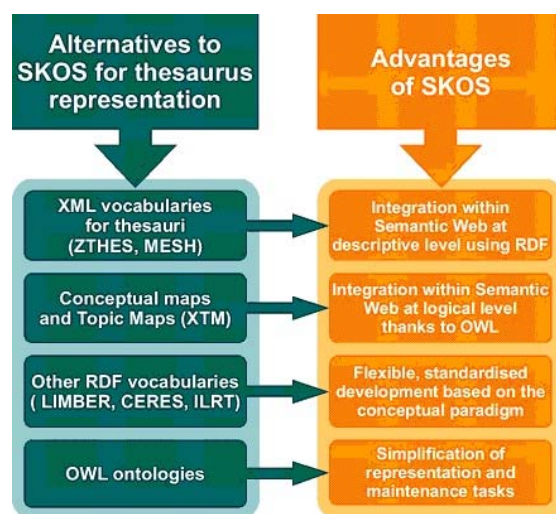 Alternatives to
SKOS for thesaurus
representation
Advantages
of SKOS
XML vocabularies
for thesauri
(ZTHES, MESH)
Integration within
Semantic Web at
descriptive level using RDF
Conceptual maps
and Topic Maps (XTM)
Integration within Semantic
Web at logical level
thanks to OWL
Other RDF vocabularies
( LIMBER, CERES, ILRT)
Flexible, standardised
development based on the
conceptual paradigm
OWL ontologies
Simplification of
representation and
maintenance tasks